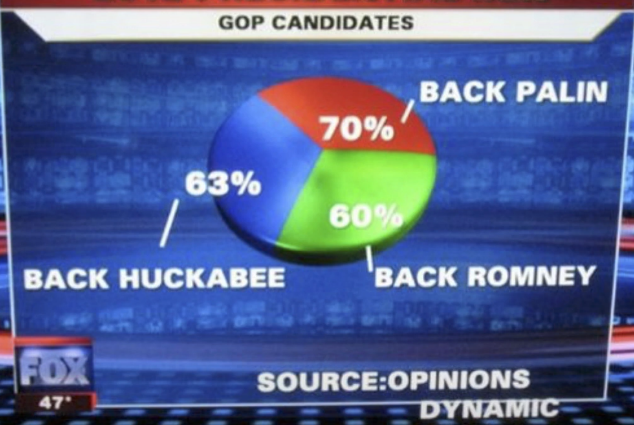 GOP CANDIDATES
BACK PALIN
70%
63%
60%
BACK HUCKABEE
BACK ROMNEY
FOX
47°
SOURCE:OPINIONS
DYNAMIC